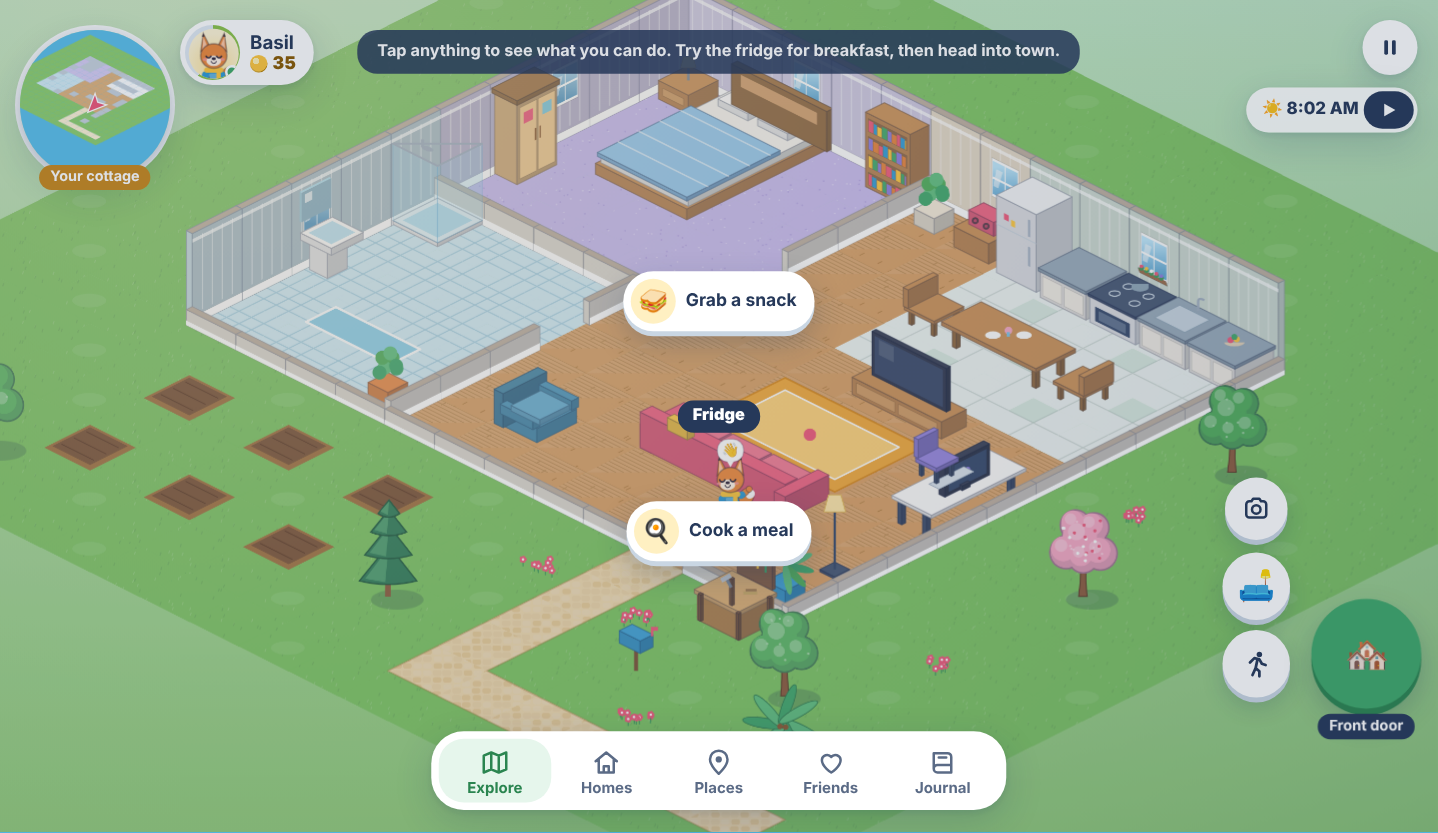 Basil
35
Tap anything to see what you can do. Try the fridge for breakfast, then head into town.
8:02 AM
Your cottage
Grab a snack
Fridge
Cook a meal
Front door
Explore
Homes
Places
Friends
Journal